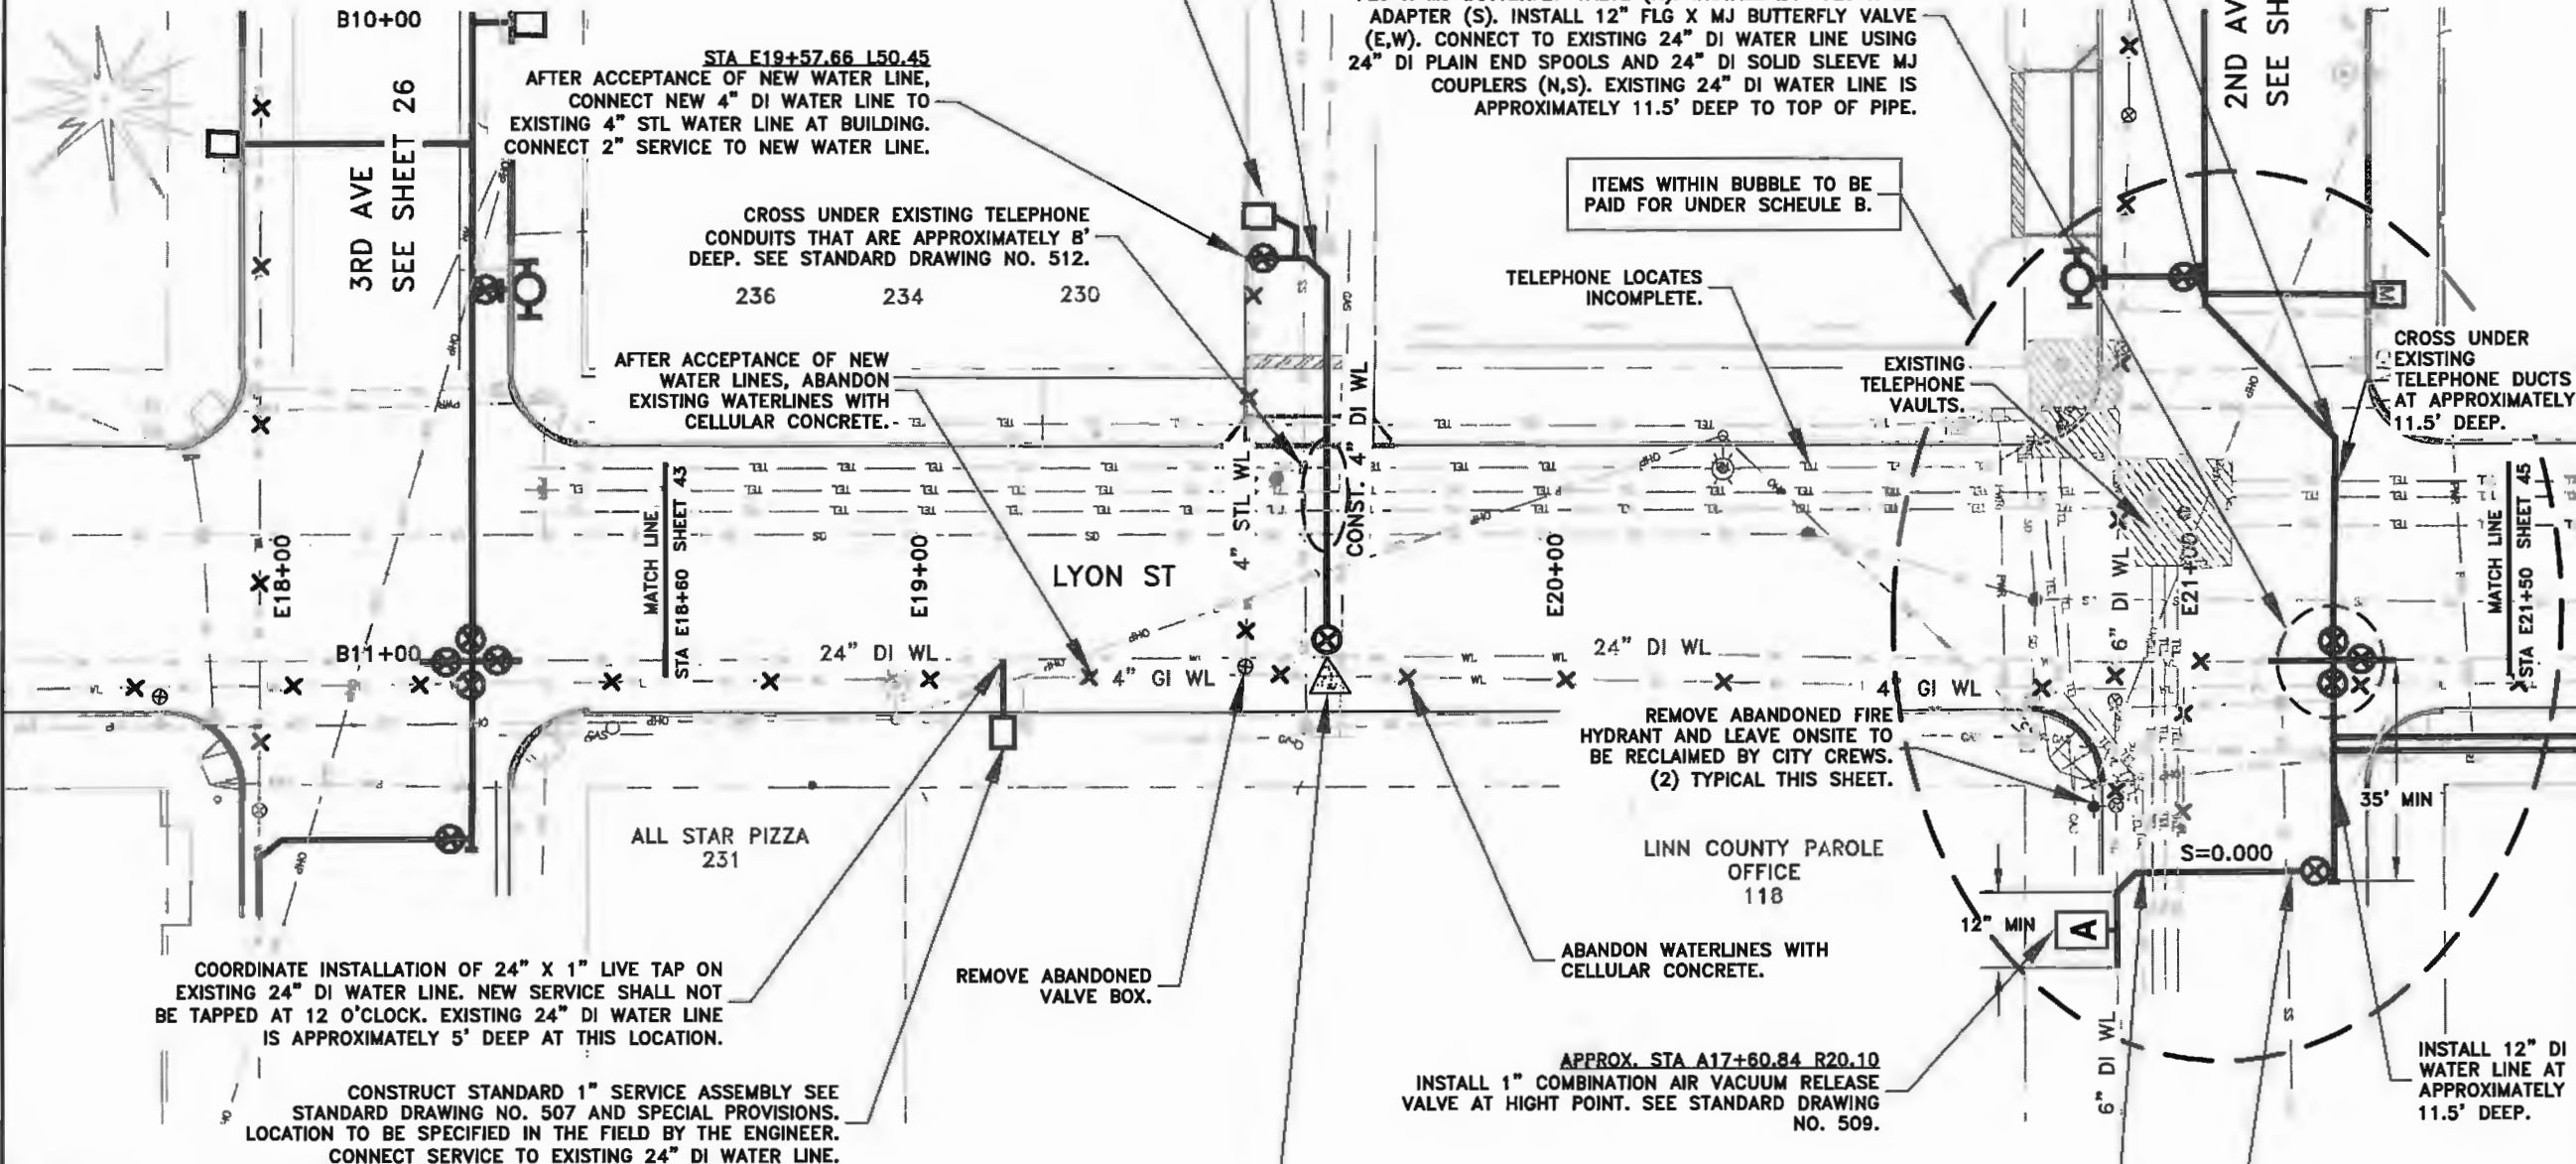 B10+00
3RD AVE
SEE SHEET 26
STA E19+57.66 L50.45
AFTER ACCEPTANCE OF NEW WATER LINE,
CONNECT NEW 4" DI WATER LINE TO
EXISTING 4" STL WATER LINE AT BUILDING.
CONNECT 2" SERVICE TO NEW WATER LINE.
ADAPTER (S). INSTALL 12" FLG X MJ BUTTERFLY VALVE
(E,W). CONNECT TO EXISTING 24" DI WATER LINE USING
24" DI PLAIN END SPOOLS AND 24" DI SOLID SLEEVE MJ
COUPLERS (N,S). EXISTING 24" DI WATER LINE IS
APPROXIMATELY 11.5' DEEP TO TOP OF PIPE.
2ND AV
SEE SH
CROSS UNDER EXISTING TELEPHONE
CONDUITS THAT ARE APPROXIMATELY 8'
DEEP. SEE STANDARD DRAWING NO. 512.
236
234
230
ITEMS WITHIN BUBBLE TO BE
PAID FOR UNDER SCHEULE B.
TELEPHONE LOCATES
INCOMPLETE.
M
AFTER ACCEPTANCE OF NEW
WATER LINES, ABANDON
EXISTING WATERLINES WITH
CELLULAR CONCRETE.
EXISTING
TELEPHONE
VAULTS.
CROSS UNDER
EXISTING
TELEPHONE DUCTS
AT APPROXIMATELY
11.5' DEEP.
E18+00
MATCH LINE
STA E18+60 SHEET 43
E19+00
LYON ST
4" STL WL
CONST. 4" DI WL
E20+00
6" DI WL
E21+00
MATCH LINE
STA E21+50 SHEET 45
B11+00
24" DI WL
4" GI WL
24" DI WL
4" GI WL
REMOVE ABANDONED FIRE
HYDRANT AND LEAVE ONSITE TO
BE RECLAIMED BY CITY CREWS.
(2) TYPICAL THIS SHEET.
35' MIN
ALL STAR PIZZA
231
LINN COUNTY PAROLE
OFFICE
118
S=0.000
12" MIN
A
COORDINATE INSTALLATION OF 24" X 1" LIVE TAP ON
EXISTING 24" DI WATER LINE. NEW SERVICE SHALL NOT
BE TAPPED AT 12 O'CLOCK. EXISTING 24" DI WATER LINE
IS APPROXIMATELY 5' DEEP AT THIS LOCATION.
REMOVE ABANDONED
VALVE BOX.
ABANDON WATERLINES WITH
CELLULAR CONCRETE.
CONSTRUCT STANDARD 1" SERVICE ASSEMBLY SEE
STANDARD DRAWING NO. 507 AND SPECIAL PROVISIONS.
LOCATION TO BE SPECIFIED IN THE FIELD BY THE ENGINEER.
CONNECT SERVICE TO EXISTING 24" DI WATER LINE.
APPROX. STA A17+60.84 R20.10
INSTALL 1" COMBINATION AIR VACUUM RELEASE
VALVE AT HIGHT POINT. SEE STANDARD DRAWING
NO. 509.
6" DI WL
INSTALL 12" DI
WATER LINE AT
APPROXIMATELY
11.5' DEEP.